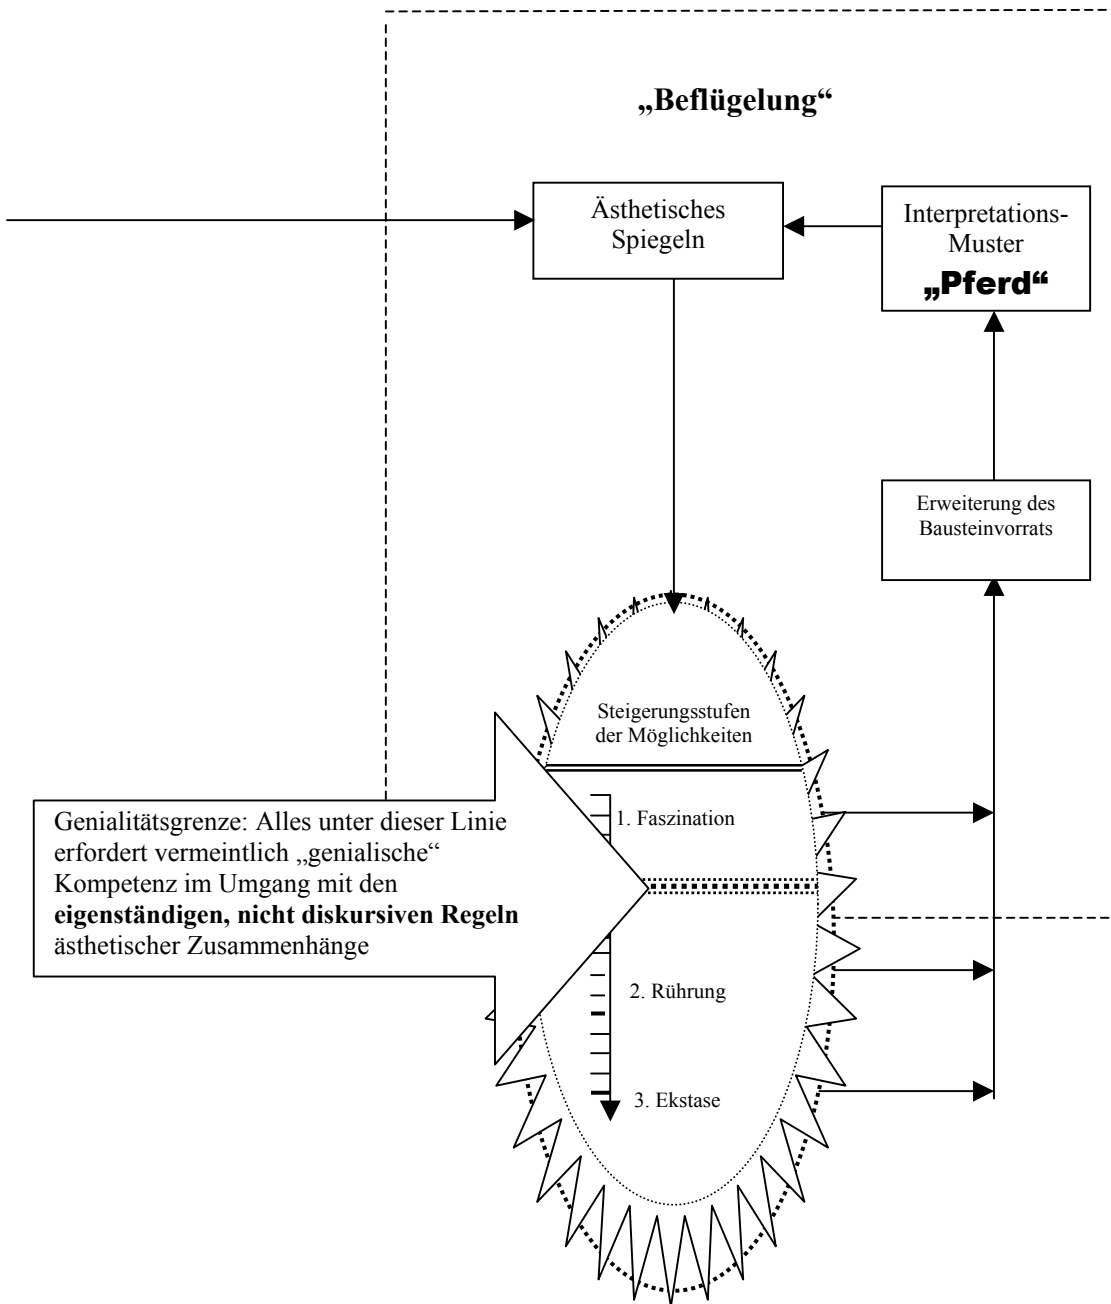 „Beflügelung“
Ästhetisches
Spiegeln
Interpretations-
Muster
„Pferd“
Erweiterung des
Bausteinvorrats
Steigerungsstufen
der Möglichkeiten
1. Faszination
Genialitätsgrenze: Alles unter dieser Linie
erfordert vermeintlich „genialische“
Kompetenz im Umgang mit den
eigenständigen, nicht diskursiven Regeln
ästhetischer Zusammenhänge
2. Rührung
3. Ekstase